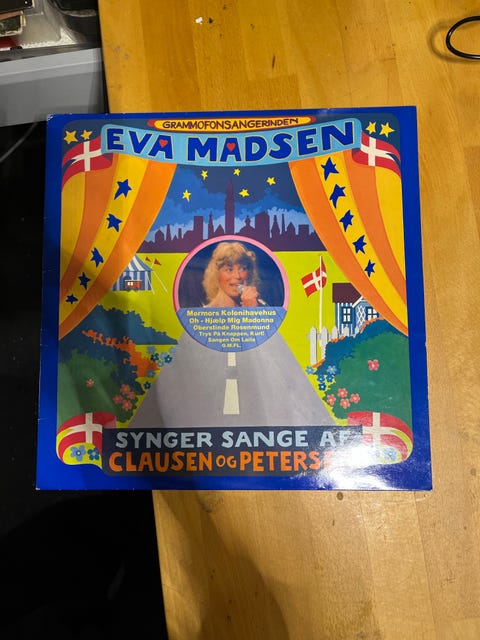 GRAMMOFONSANGERINDEN
EVA MADSEN
Mormors Kolonihavehus
Oh - Hjælp Mig Madonna
Oberstinde Rosenmund
Tryk På Knappen, Kurt!
Sangen Om Laila
O.M.Fl.
SYNGER SANGE AF
CLAUSEN OG PETERSEN